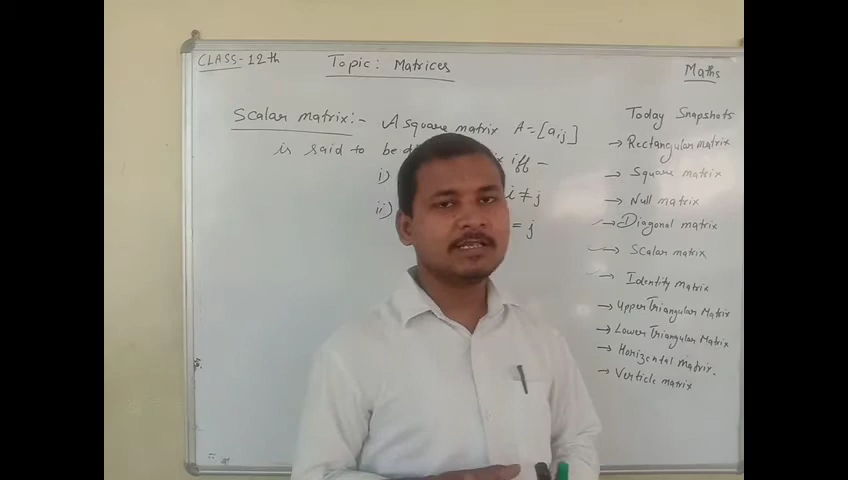 CLASS-12th
Topic: Matrices
Maths
Scalar matrix:- A square matrix A=[aij]
is said to be iff -
i) i ≠ j
ii) = j
Today Snapshots
→ Rectangular matrix
→ Square matrix
→ Null matrix
→ Diagonal matrix
→ Scalar matrix
→ Identity matrix
→ Upper Triangular Matrix
→ Lower Triangular Matrix
→ Horizental matrix.
→ Verticle matrix